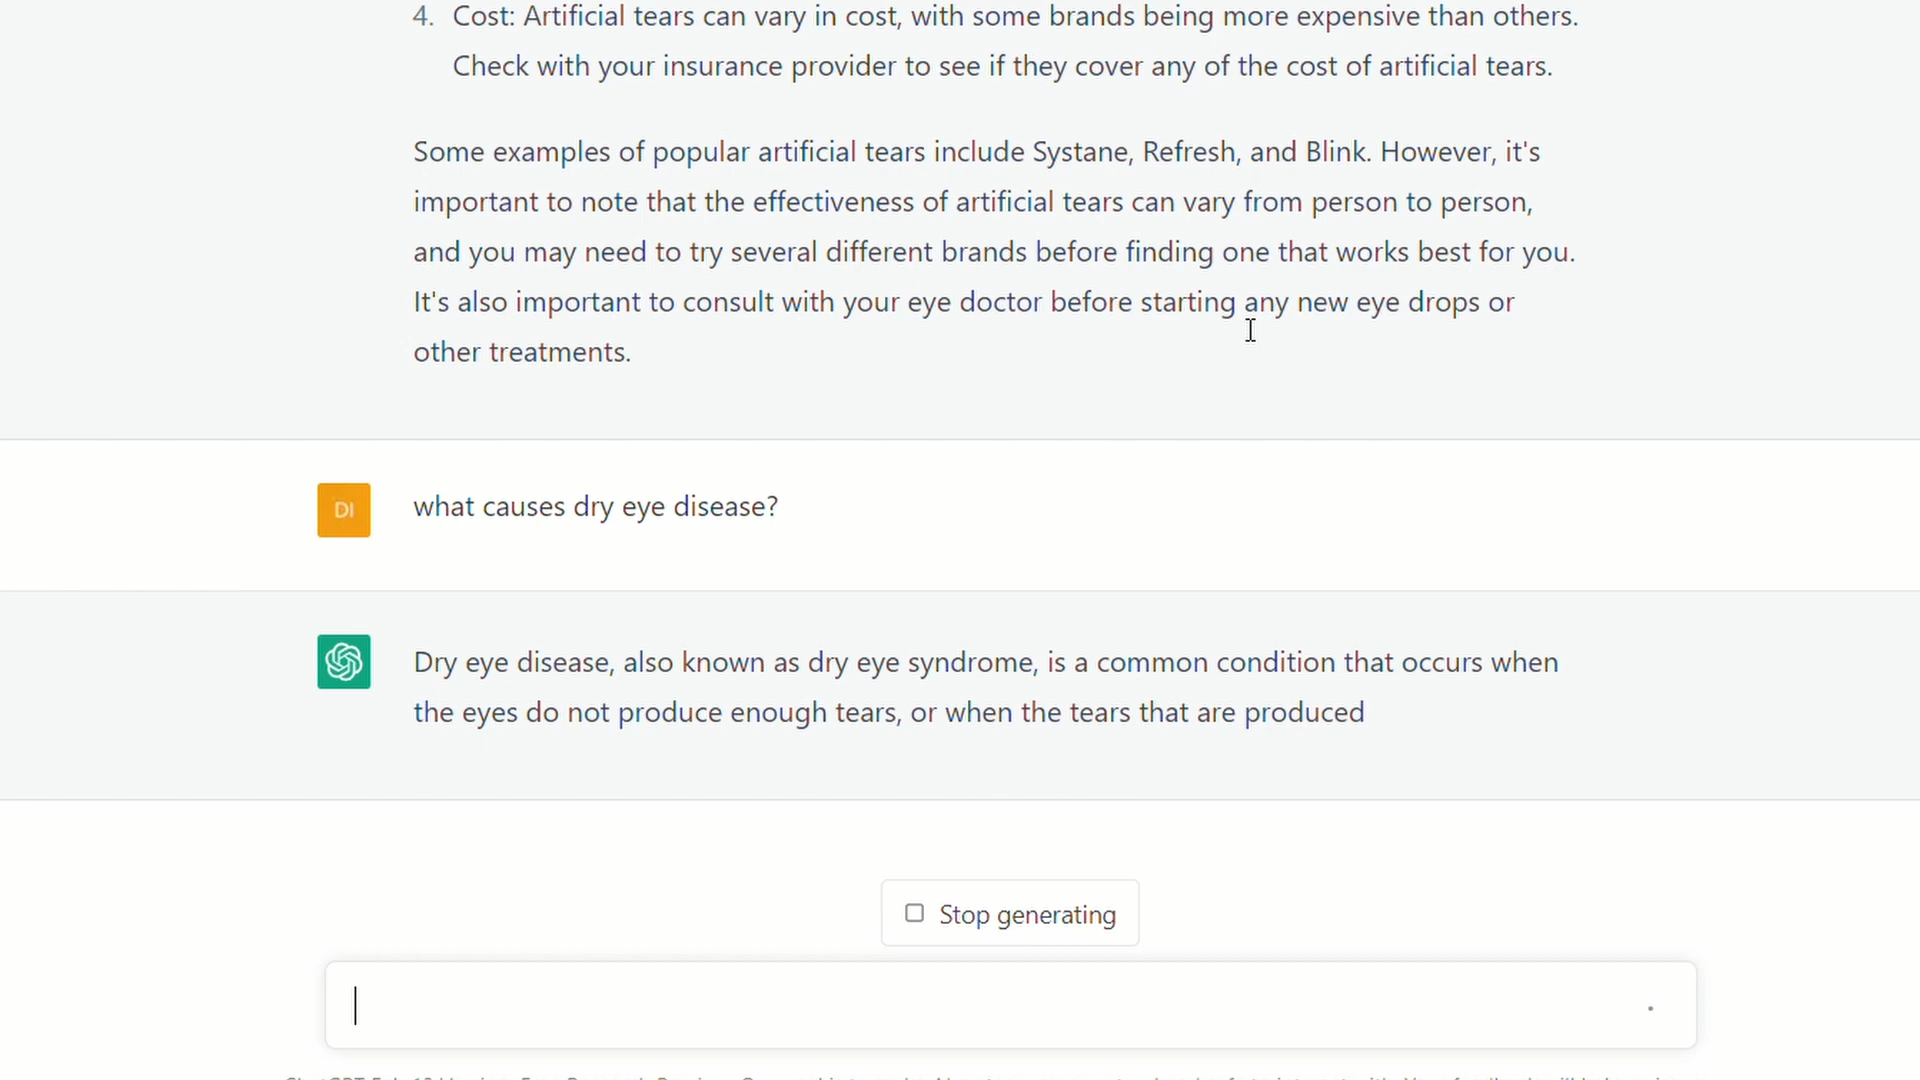 4. Cost: Artificial tears can vary in cost, with some brands being more expensive than others.
Check with your insurance provider to see if they cover any of the cost of artificial tears.
Some examples of popular artificial tears include Systane, Refresh, and Blink. However, it's
important to note that the effectiveness of artificial tears can vary from person to person,
and you may need to try several different brands before finding one that works best for you.
It's also important to consult with your eye doctor before starting any new eye drops or
other treatments.
DI
what causes dry eye disease?
Dry eye disease, also known as dry eye syndrome, is a common condition that occurs when
the eyes do not produce enough tears, or when the tears that are produced
Stop generating